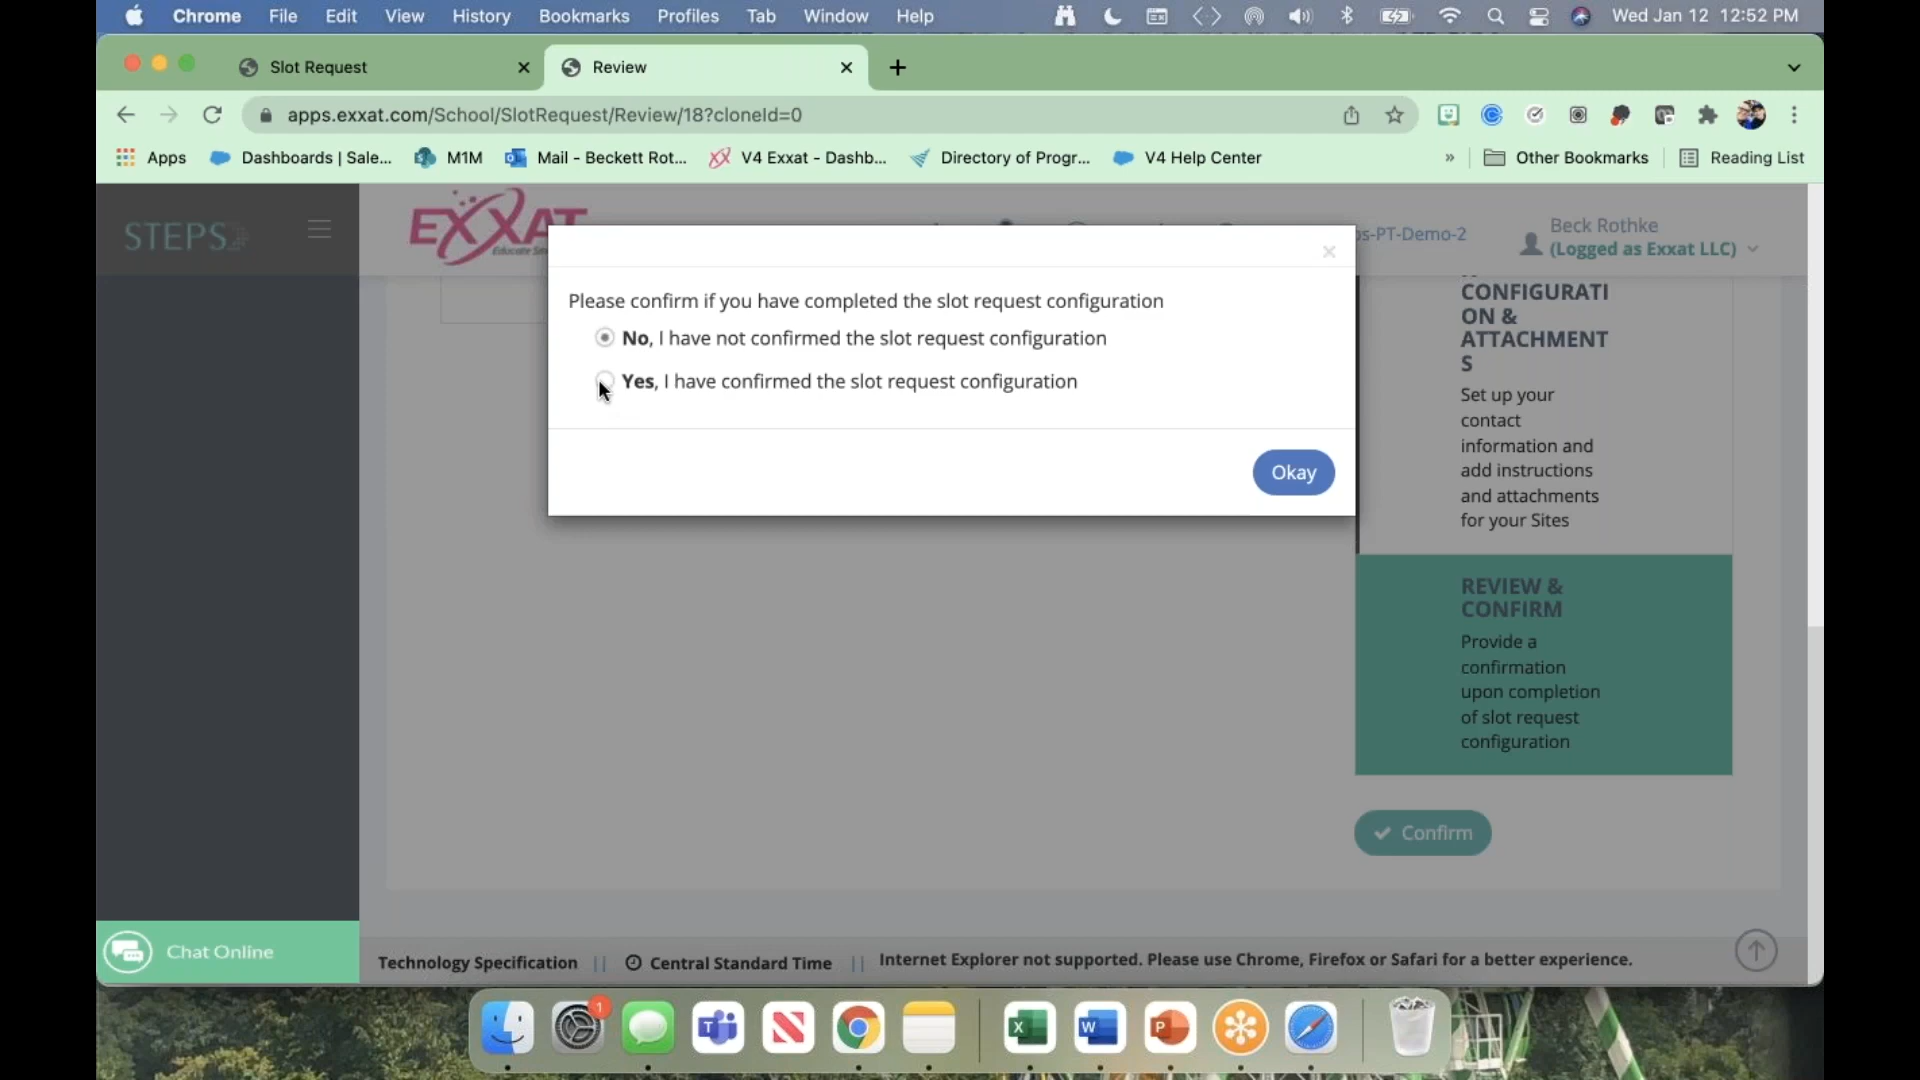 Chrome File Edit View History Bookmarks Profiles Tab Window Help Wed Jan 12 12:52 PM
Slot Request Review
apps.exxat.com/School/SlotRequest/Review/18?cloneId=0
Apps Dashboards | Sale... M1M Mail - Beckett Rot... V4 Exxat - Dashb... Directory of Progr... V4 Help Center » Other Bookmarks Reading List
STEPS
EXXAT
s-PT-Demo-2
Beck Rothke
(Logged as Exxat LLC)
Please confirm if you have completed the slot request configuration
No, I have not confirmed the slot request configuration
Yes, I have confirmed the slot request configuration
Okay
CONFIGURATI
ON &
ATTACHMENT
S
Set up your
contact
information and
add instructions
and attachments
for your Sites
REVIEW &
CONFIRM
Provide a
confirmation
upon completion
of slot request
configuration
Confirm
Chat Online
Technology Specification || Central Standard Time || Internet Explorer not supported. Please use Chrome, Firefox or Safari for a better experience.
1